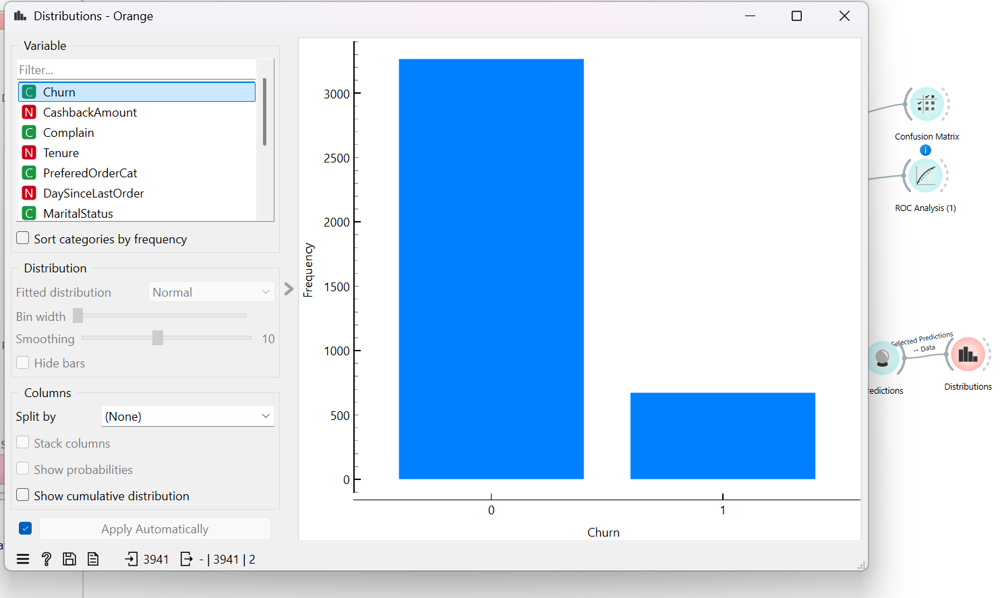 Distributions - Orange
Variable
Filter...
C Churn
N CashbackAmount
C Complain
N Tenure
C PreferedOrderCat
N DaySinceLastOrder
C MaritalStatus
Sort categories by frequency
Distribution
Fitted distribution Normal
Bin width
Smoothing 10
Hide bars
Columns
Split by (None)
Stack columns
Show probabilities
Show cumulative distribution
Apply Automatically
3941 - | 3941 | 2
Frequency
3000
2500
2000
1500
1000
500
0
0 1
Churn
Confusion Matrix
i
ROC Analysis (1)
Selected Predictions
→ Data
redictions
Distributions